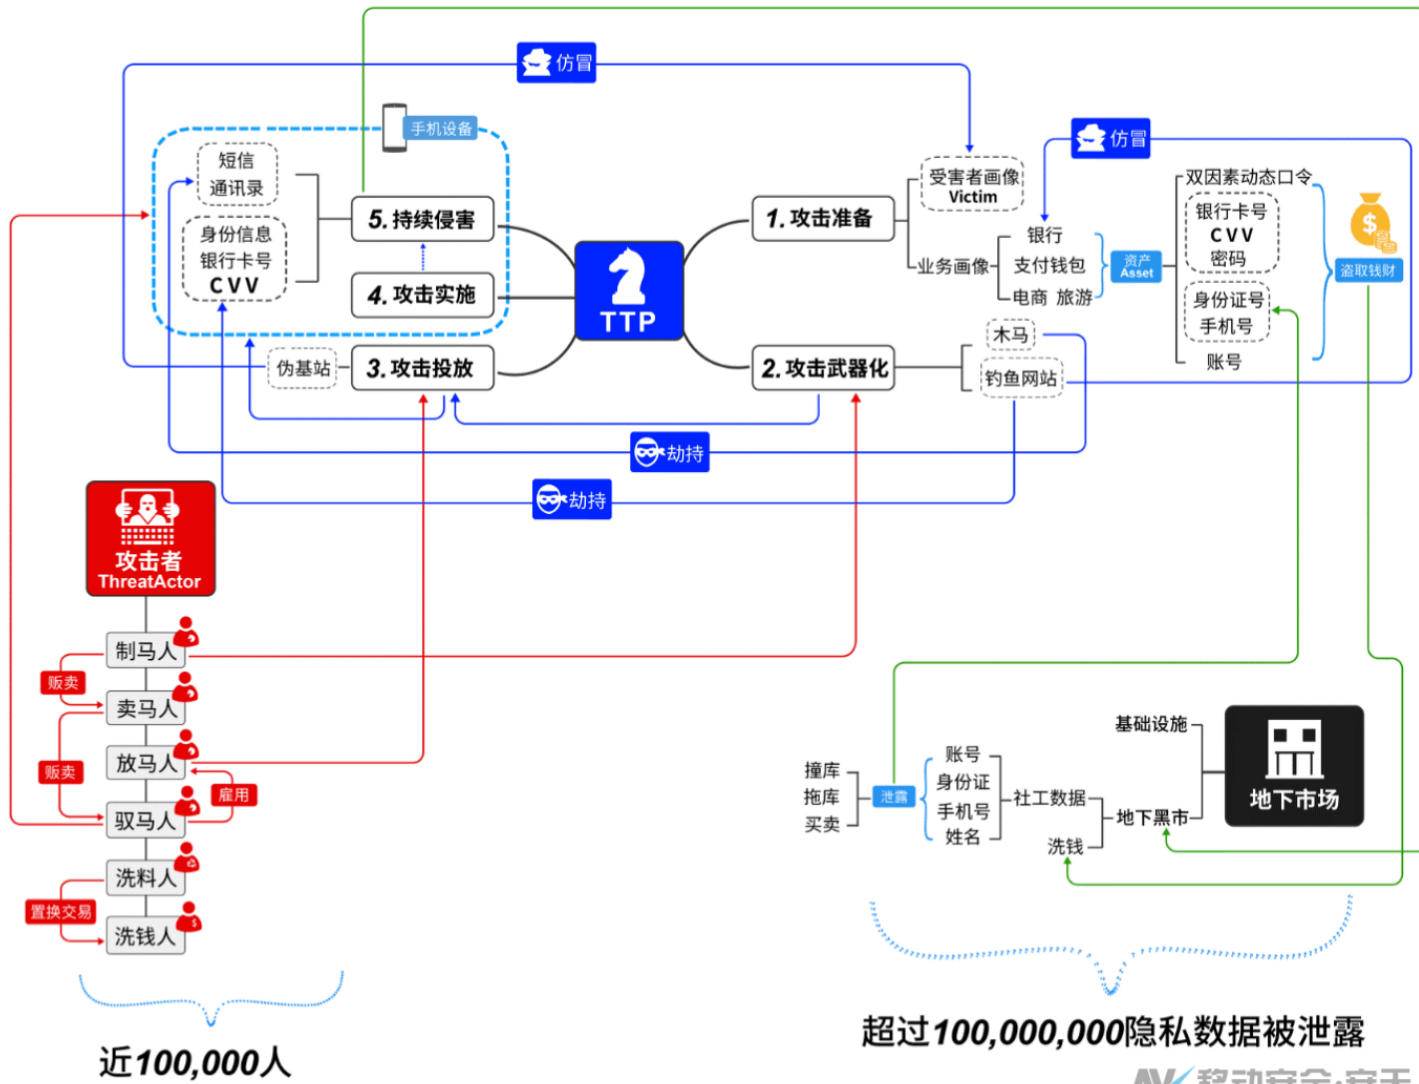 仿冒
手机设备
仿冒
短信
通讯录
身份信息
银行卡号
CVV
5. 持续侵害
4. 攻击实施
3. 攻击投放
伪基站
TTP
1. 攻击准备
受害者画像
Victim
业务画像
银行
支付钱包
电商 旅游
资产
Asset
双因素动态口令
银行卡号
CVV
密码
身份证号
手机号
账号
盗取钱财
2. 攻击武器化
木马
钓鱼网站
劫持
劫持
攻击者
ThreatActor
制马人
贩卖
卖马人
贩卖
放马人
雇用
驭马人
洗料人
置换交易
洗钱人
近100,000人
撞库
拖库
买卖
泄露
账号
身份证
手机号
姓名
社工数据
洗钱
基础设施
地下黑市
地下市场
超过100,000,000隐私数据被泄露